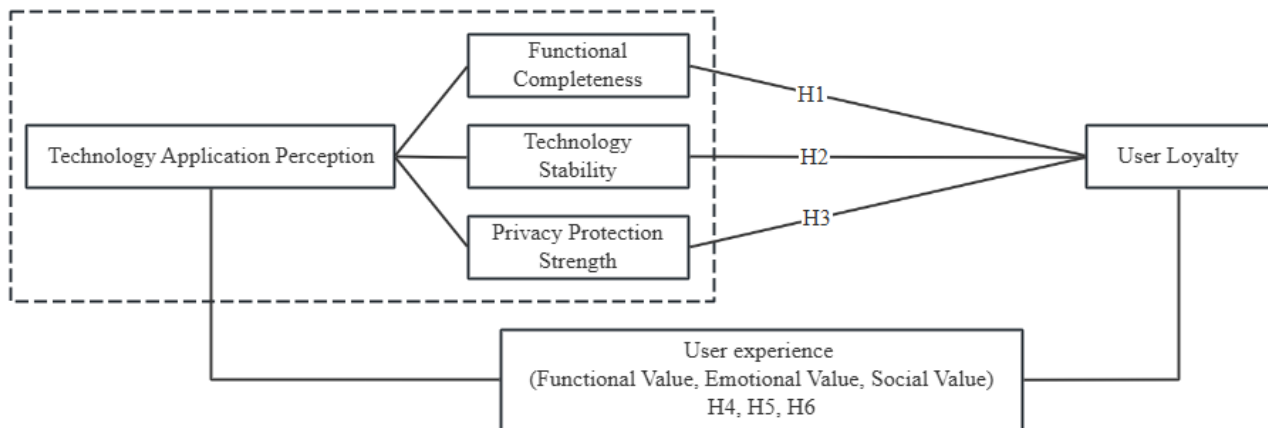 Functional
Completeness
H1
Technology Application Perception
Technology
Stability
H2
User Loyalty
Privacy Protection
Strength
H3
User experience
(Functional Value, Emotional Value, Social Value)
H4, H5, H6